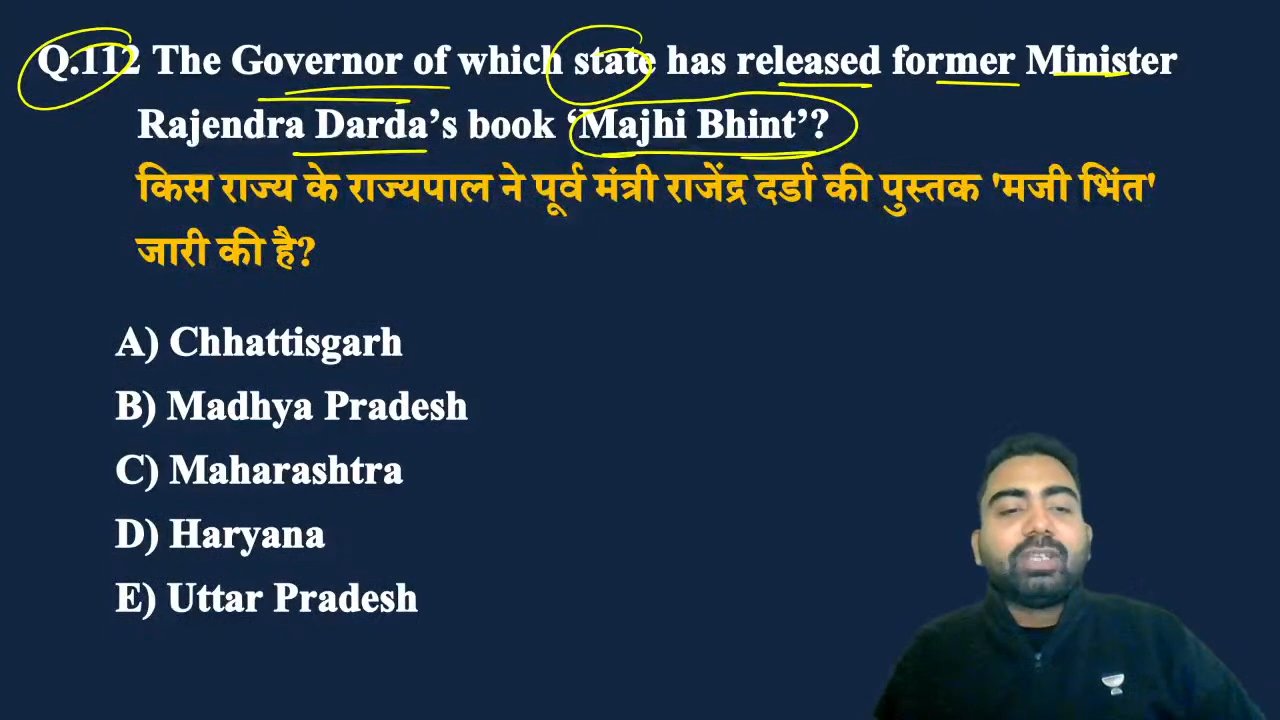 Q.112 The Governor of which state has released former Minister
Rajendra Darda’s book ‘Majhi Bhint’?
किस राज्य के राज्यपाल ने पूर्व मंत्री राजेंद्र दर्डा की पुस्तक 'मजी भिंत'
जारी की है?
A) Chhattisgarh
B) Madhya Pradesh
C) Maharashtra
D) Haryana
E) Uttar Pradesh